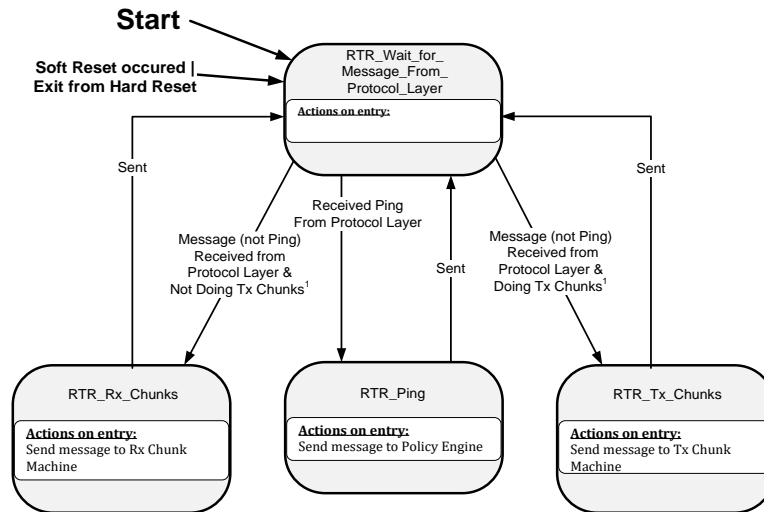 Start
Soft Reset occured |
Exit from Hard Reset
RTR_Wait_for_
Message_From_
Protocol_Layer
Actions on entry:
Sent
Message (not Ping)
Received from
Protocol Layer &
Not Doing Tx Chunks1
Received Ping
From Protocol Layer
Sent
Message (not Ping)
Received from
Protocol Layer &
Doing Tx Chunks1
Sent
RTR_Rx_Chunks
Actions on entry:
Send message to Rx Chunk
Machine
RTR_Ping
Actions on entry:
Send message to Policy Engine
RTR_Tx_Chunks
Actions on entry:
Send message to Tx Chunk
Machine